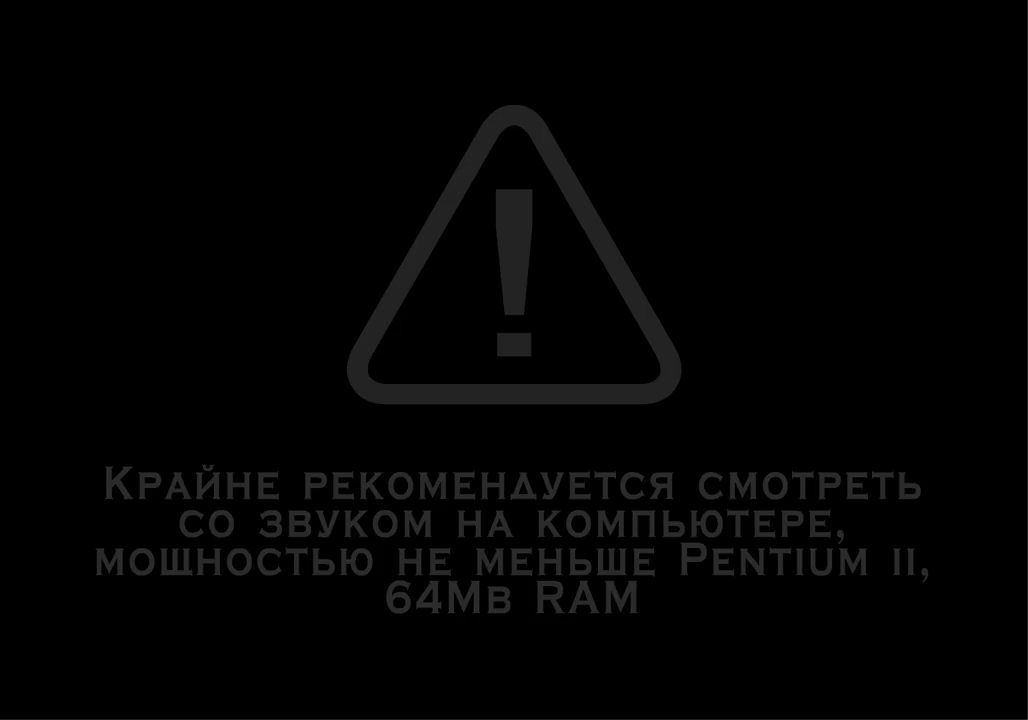 Крайне рекомендуется смотреть
со звуком на компьютере,
мощностью не меньше Pentium II,
64Mb RAM